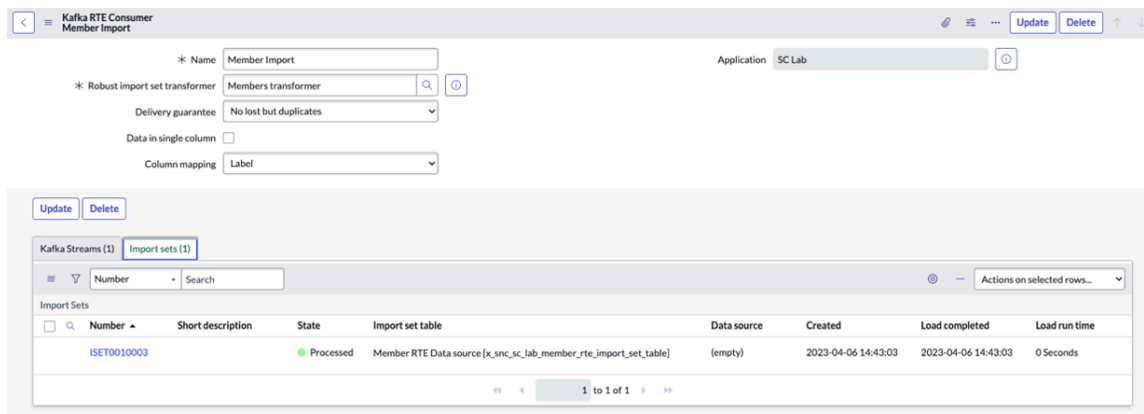 Kafka RTE Consumer
Member Import
Update Delete
Name Member Import Application SC Lab
Robust import set transformer Members transformer
Delivery guarantee No lost but duplicates
Data in single column
Column mapping Label
Update Delete
Kafka Streams (1) Import sets (1)
Number Search Actions on selected rows...
Import Sets
Number Short description State Import set table Data source Created Load completed Load run time
ISET0010003 Processed Member RTE Data source [x_snc_sc_lab_member_rte_import_set_table] (empty) 2023-04-06 14:43:03 2023-04-06 14:43:03 0 Seconds
1 to 1 of 1